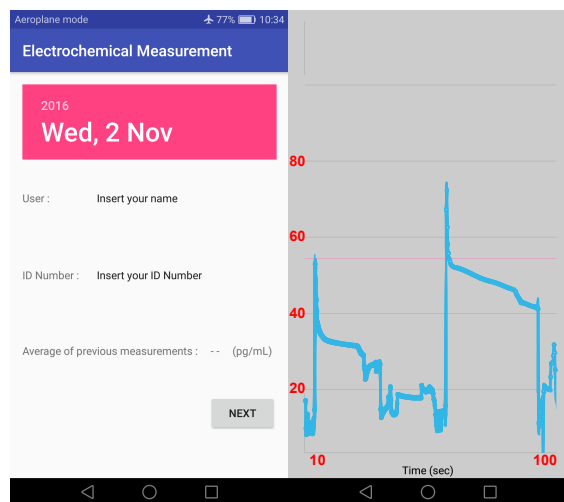 Aeroplane mode 77% 10:34
Electrochemical Measurement
2016
Wed, 2 Nov
User : Insert your name
ID Number : Insert your ID Number
Average of previous measurements : -- (pg/mL)
NEXT
80
60
40
20
10 100
Time (sec)